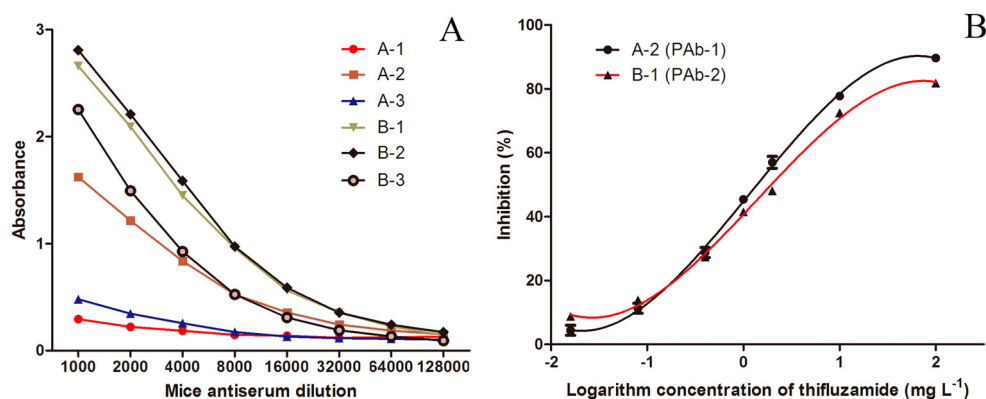 A
3
2
1
0
Absorbance
1000 2000 4000 8000 16000 32000 64000 128000
Mice antiserum dilution
A-1
A-2
A-3
B-1
B-2
B-3
B
100
80
60
40
20
0
Inhibition (%)
-2 -1 0 1 2
Logarithm concentration of thifluzamide (mg L-1)
A-2 (PAb-1)
B-1 (PAb-2)